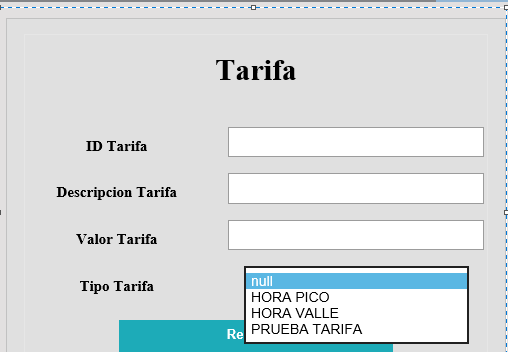 Tarifa
ID Tarifa
Descripcion Tarifa
Valor Tarifa
Tipo Tarifa
null
HORA PICO
HORA VALLE
PRUEBA TARIFA